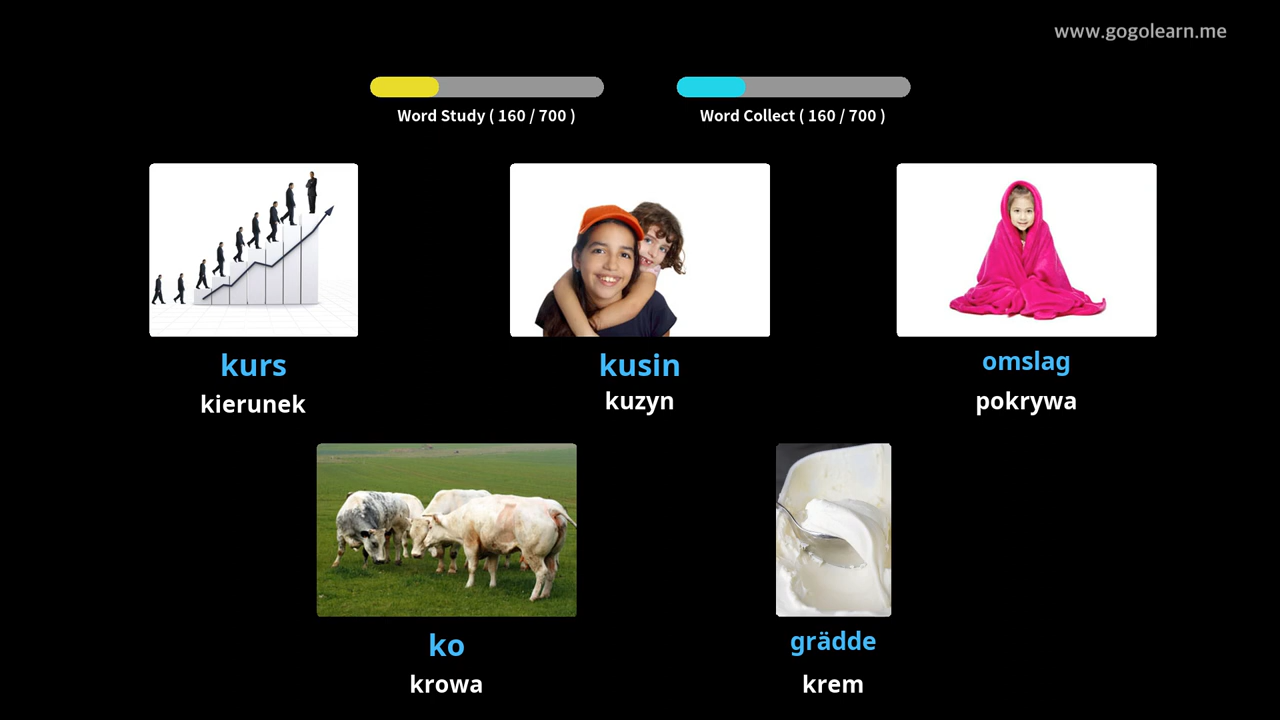 www.gogolearn.me
Word Study ( 160 / 700 )
Word Collect ( 160 / 700 )
kurs
kierunek
kusin
kuzyn
omslag
pokrywa
ko
krowa
grädde
krem